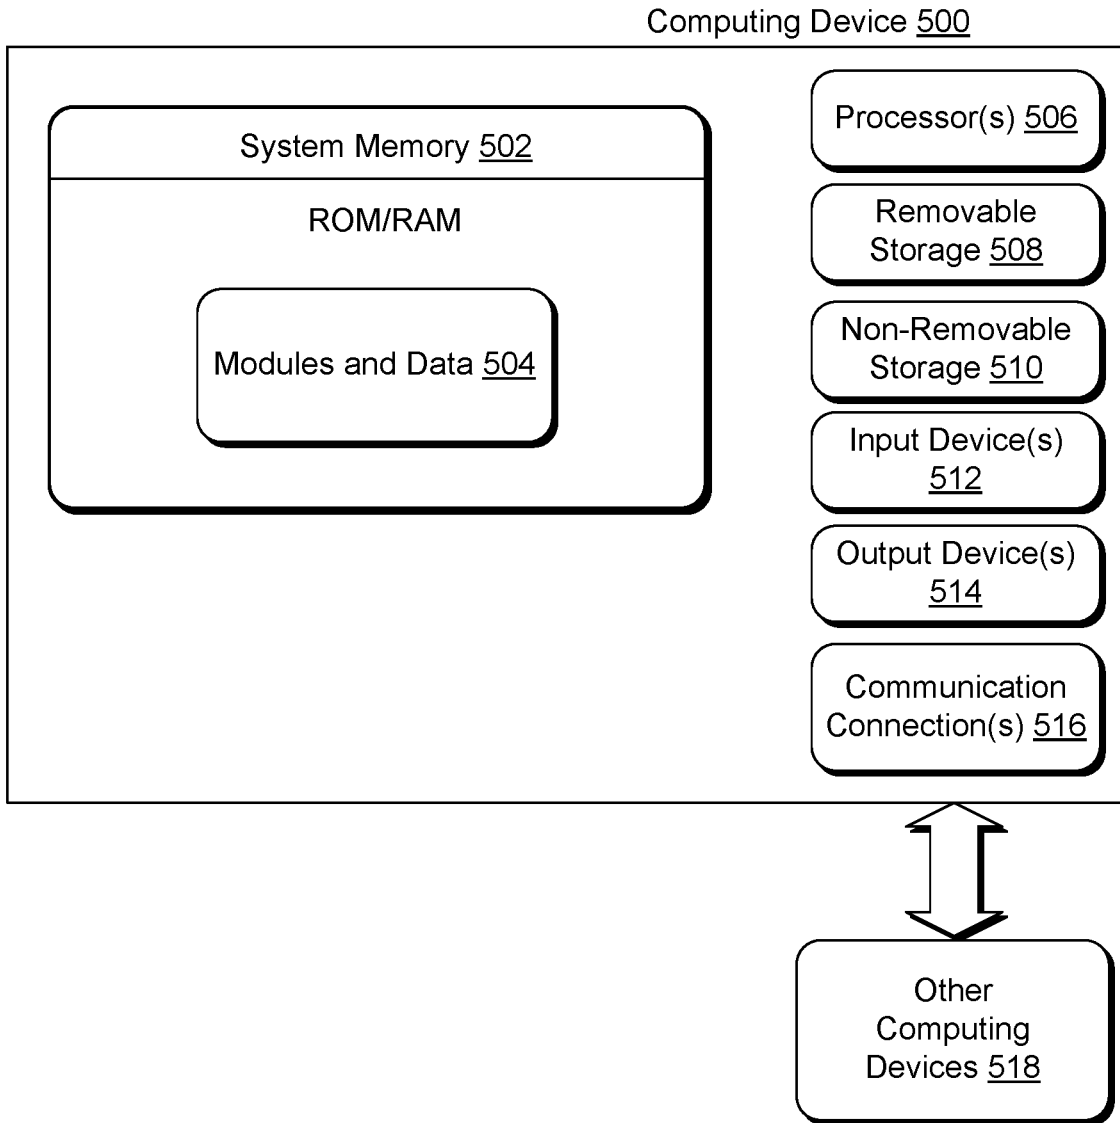 Computing Device 500
System Memory 502
ROM/RAM
Modules and Data 504
Processor(s) 506
Removable
Storage 508
Non-Removable
Storage 510
Input Device(s)
512
Output Device(s)
514
Communication
Connection(s) 516
Other
Computing
Devices 518